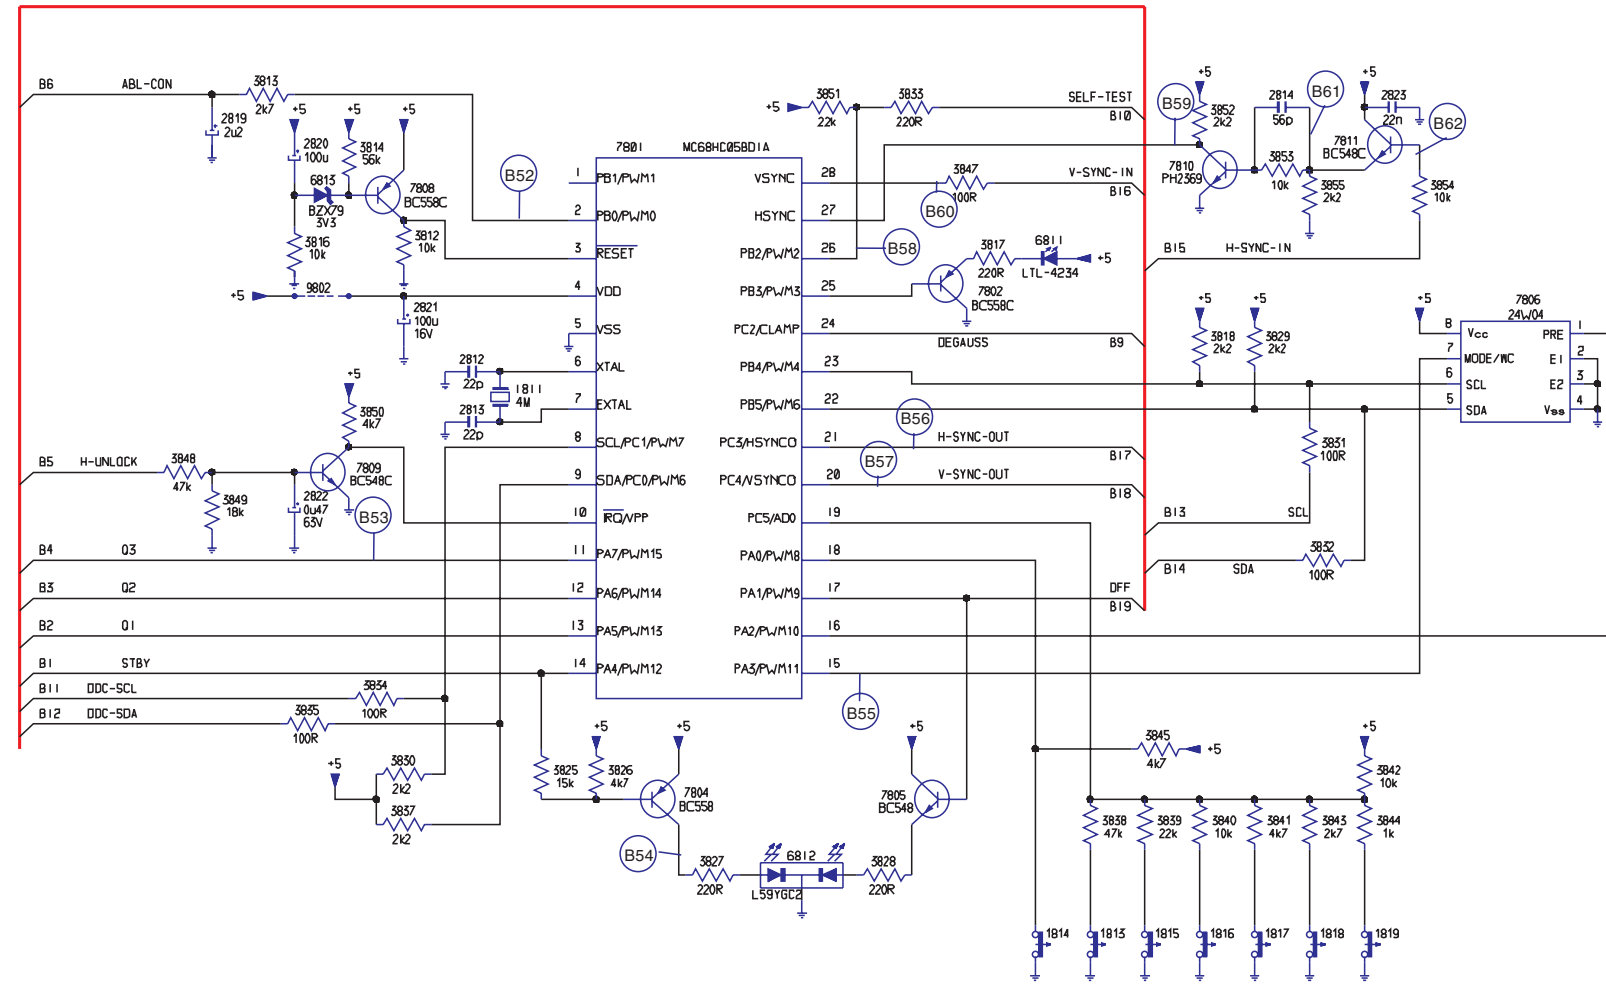 B6 ABL-CON
3813
2k7
2819
2u2
+5
2820
100u
+5
3814
56k
+5
6813
BZX79
3V3
7808
BC558C
3816
10k
3812
10k
+5
9802
2821
100u
16V
B52
7801 MC68HC05BD1A
1 PB1/PWM1
2 PB0/PWM0
3 RESET
4 VDD
5 VSS
6 XTAL
7 EXTAL
8 SCL/PC1/PWM7
9 SDA/PC0/PWM6
10 IRQ/VPP
11 PA7/PWM15
12 PA6/PWM14
13 PA5/PWM13
14 PA4/PWM12
VSYNC 28
HSYNC 27
PB2/PWM2 26
PB3/PWM3 25
PC2/CLAMP 24
PB4/PWM4 23
PB5/PWM6 22
PC3/HSYNCO 21
PC4/VSYNCO 20
PC5/AD0 19
PA0/PWM8 18
PA1/PWM9 17
PA2/PWM10 16
PA3/PWM11 15
2812
22p
1811
4M
2813
22p
+5
3850
4k7
B5 H-UNLOCK
3848
47k
3849
18k
7809
BC548C
2822
0u47
63V
B53
B4 Q3
B3 Q2
B2 Q1
B1 STBY
B11 DDC-SCL
3834
100R
B12 DDC-SDA
3835
100R
+5
3830
2k2
3837
2k2
3825
15k
+5
3826
4k7
+5
7804
BC558
B54
3827
220R
6812
L59YGC2
3828
220R
+5
7805
BC548
B55
+5
3851
22k
3833
220R
SELF-TEST
B10
3847
100R
V-SYNC-IN
B16
B60
B58
3817
220R
6811
LTL-4234
+5
7802
BC558C
DEGAUSS
B9
B56
H-SYNC-OUT
B17
B57
V-SYNC-OUT
B18
DFF
B19
B59
+5
3852
2k2
7810
PH2369
2814
56p
B61
3853
10k
3855
2k2
+5
2823
22n
7811
BC548C
B62
3854
10k
B15 H-SYNC-IN
+5
3818
2k2
+5
3829
2k2
+5
7806
24W04
8 Vcc
7 MODE/WC
6 SCL
5 SDA
PRE 1
E1 2
E2 3
Vss 4
3831
100R
B13 SCL
3832
100R
B14 SDA
3845
4k7
+5
+5
3842
10k
3838
47k
3839
22k
3840
10k
3841
4k7
3843
2k7
3844
1k
1814
1813
1815
1816
1817
1818
1819